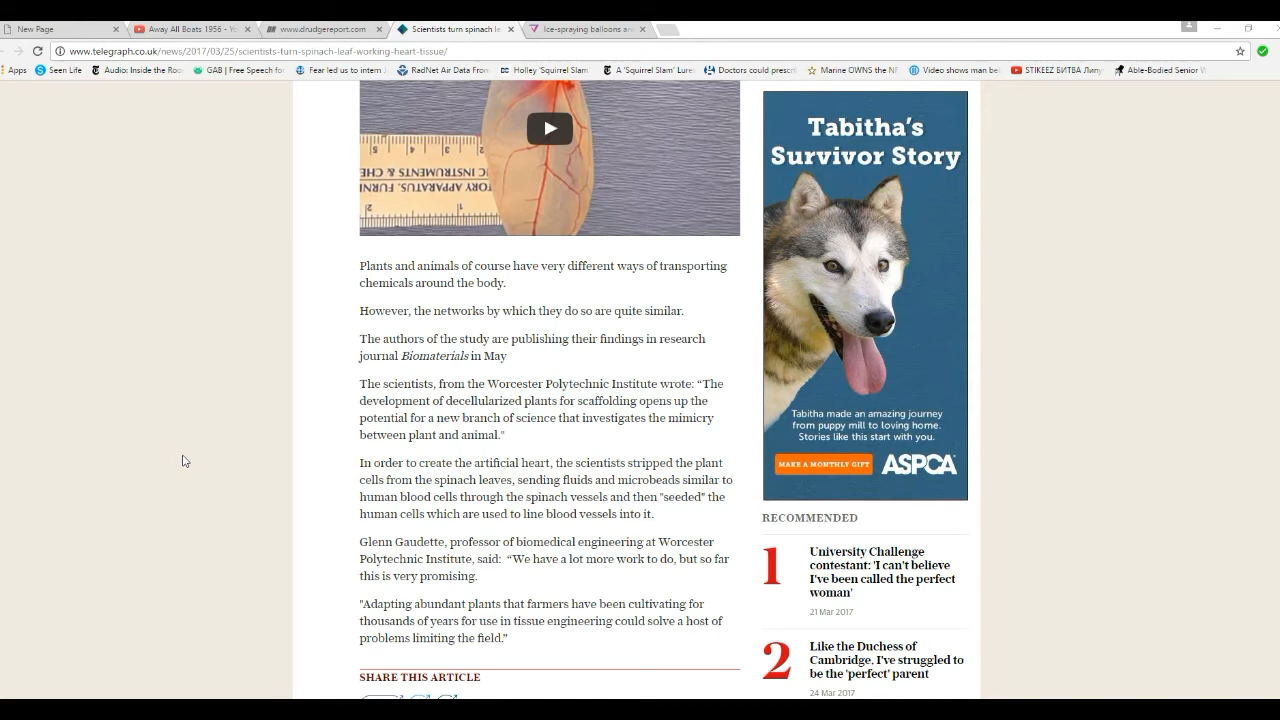 New Page
Away All Boats 1956 - Yo
www.drudgereport.com
Scientists turn spinach le
Ice-spraying balloons an
www.telegraph.co.uk/news/2017/03/25/scientists-turn-spinach-leaf-working-heart-tissue/
Apps
Seen Life
Audio: Inside the Roo
GAB | Free Speech for
Fear led us to intern J
RadNet Air Data From
Holley 'Squirrel Slam
A 'Squirrel Slam' Lure
Doctors could prescri
Marine OWNS the NF
Video shows man be
STIKEEZ БИТВА Липу
Able-Bodied Senior W
IC INSTRUMENTS & CHE
TORY APPARATUS. FURNI
Plants and animals of course have very different ways of transporting
chemicals around the body.
However, the networks by which they do so are quite similar.
The authors of the study are publishing their findings in research
journal Biomaterials in May
The scientists, from the Worcester Polytechnic Institute wrote: “The
development of decellularized plants for scaffolding opens up the
potential for a new branch of science that investigates the mimicry
between plant and animal."
In order to create the artificial heart, the scientists stripped the plant
cells from the spinach leaves, sending fluids and microbeads similar to
human blood cells through the spinach vessels and then "seeded" the
human cells which are used to line blood vessels into it.
Glenn Gaudette, professor of biomedical engineering at Worcester
Polytechnic Institute, said:  “We have a lot more work to do, but so far
this is very promising.
"Adapting abundant plants that farmers have been cultivating for
thousands of years for use in tissue engineering could solve a host of
problems limiting the field.”
SHARE THIS ARTICLE
Tabitha's
Survivor Story
Tabitha made an amazing journey
from puppy mill to loving home.
Stories like this start with you.
MAKE A MONTHLY GIFT
ASPCA
RECOMMENDED
1
University Challenge
contestant: 'I can't believe
I've been called the perfect
woman'
21 Mar 2017
2
Like the Duchess of
Cambridge, I've struggled to
be the 'perfect' parent
24 Mar 2017